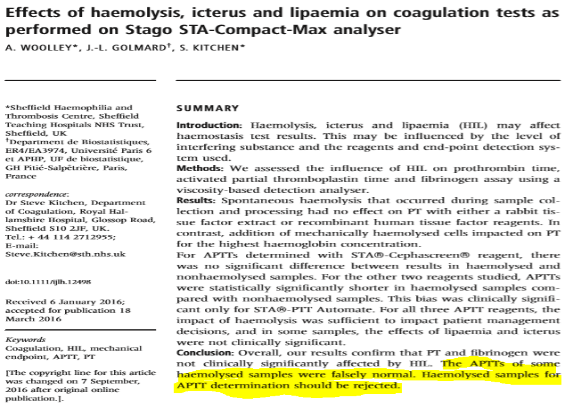 Effects of haemolysis, icterus and lipaemia on coagulation tests as
performed on Stago STA-Compact-Max analyser
A. WOOLLEY*, J.-L. GOLMARD†, S. KITCHEN*
*Sheffield Haemophilia and
Thrombosis Centre, Sheffield
Teaching Hospitals NHS Trust,
Sheffield, UK
†Department de Biostatistiques,
ER4/EA3974, Université Paris 6
et APHP, UF de biostatistique,
GH Pitié-Salpêtrière, Paris,
France
correspondence:
Dr Steve Kitchen, Department
of Coagulation, Royal Hal-
lamshire Hospital, Glossop Road,
Sheffield S10 2JF, UK.
Tel.: + 44 114 2712955;
E-mail:
Steve.Kitchen@sth.nhs.uk
doi:10.1111/ijlh.12498
Received 6 January 2016;
accepted for publication 18
March 2016
Keywords
Coagulation, HIL, mechanical
endpoint, APTT, PT
[The copyright line for this article
was changed on 7 September,
2016 after original online
publication.].
SUMMARY
Introduction: Haemolysis, icterus and lipaemia (HIL) may affect
haemostasis test results. This may be influenced by the level of
interfering substance and the reagents and end-point detection sys-
tem used.
Methods: We assessed the influence of HIL on prothrombin time,
activated partial thromboplastin time and fibrinogen assay using a
viscosity-based detection analyser.
Results: Spontaneous haemolysis that occurred during sample col-
lection and processing had no effect on PT with either a rabbit tis-
sue factor extract or recombinant human tissue factor reagents. In
contrast, addition of mechanically haemolysed cells impacted on PT
for the highest haemoglobin concentration.
For APTTs determined with STA®-Cephascreen® reagent, there
was no significant difference between results in haemolysed and
nonhaemolysed samples. For the other two reagents studied, APTTs
were statistically significantly shorter in haemolysed samples com-
pared with nonhaemolysed samples. This bias was clinically signifi-
cant only for STA®-PTT Automate. For all three APTT reagents, the
impact of haemolysis was sufficient to impact patient management
decisions, and in some samples, the effects of lipaemia and icterus
were not clinically significant.
Conclusion: Overall, our results confirm that PT and fibrinogen were
not clinically significantly affected by HIL. The APTTs of some
haemolysed samples were falsely normal. Haemolysed samples for
APTT determination should be rejected.